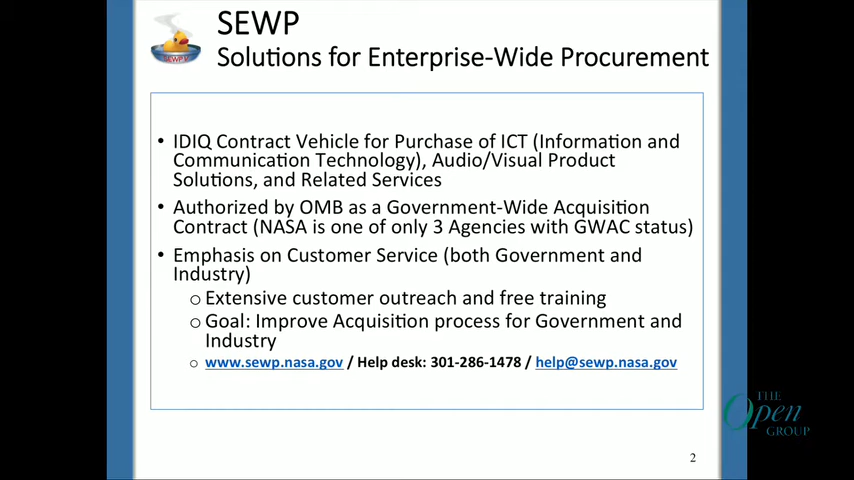 SEWP
Solutions for Enterprise-Wide Procurement
SEWP V
• IDIQ Contract Vehicle for Purchase of ICT (Information and
Communication Technology), Audio/Visual Product
Solutions, and Related Services
• Authorized by OMB as a Government-Wide Acquisition
Contract (NASA is one of only 3 Agencies with GWAC status)
• Emphasis on Customer Service (both Government and
Industry)
o Extensive customer outreach and free training
o Goal: Improve Acquisition process for Government and
Industry
o www.sewp.nasa.gov / Help desk: 301-286-1478 / help@sewp.nasa.gov
THE
Open
GROUP
2